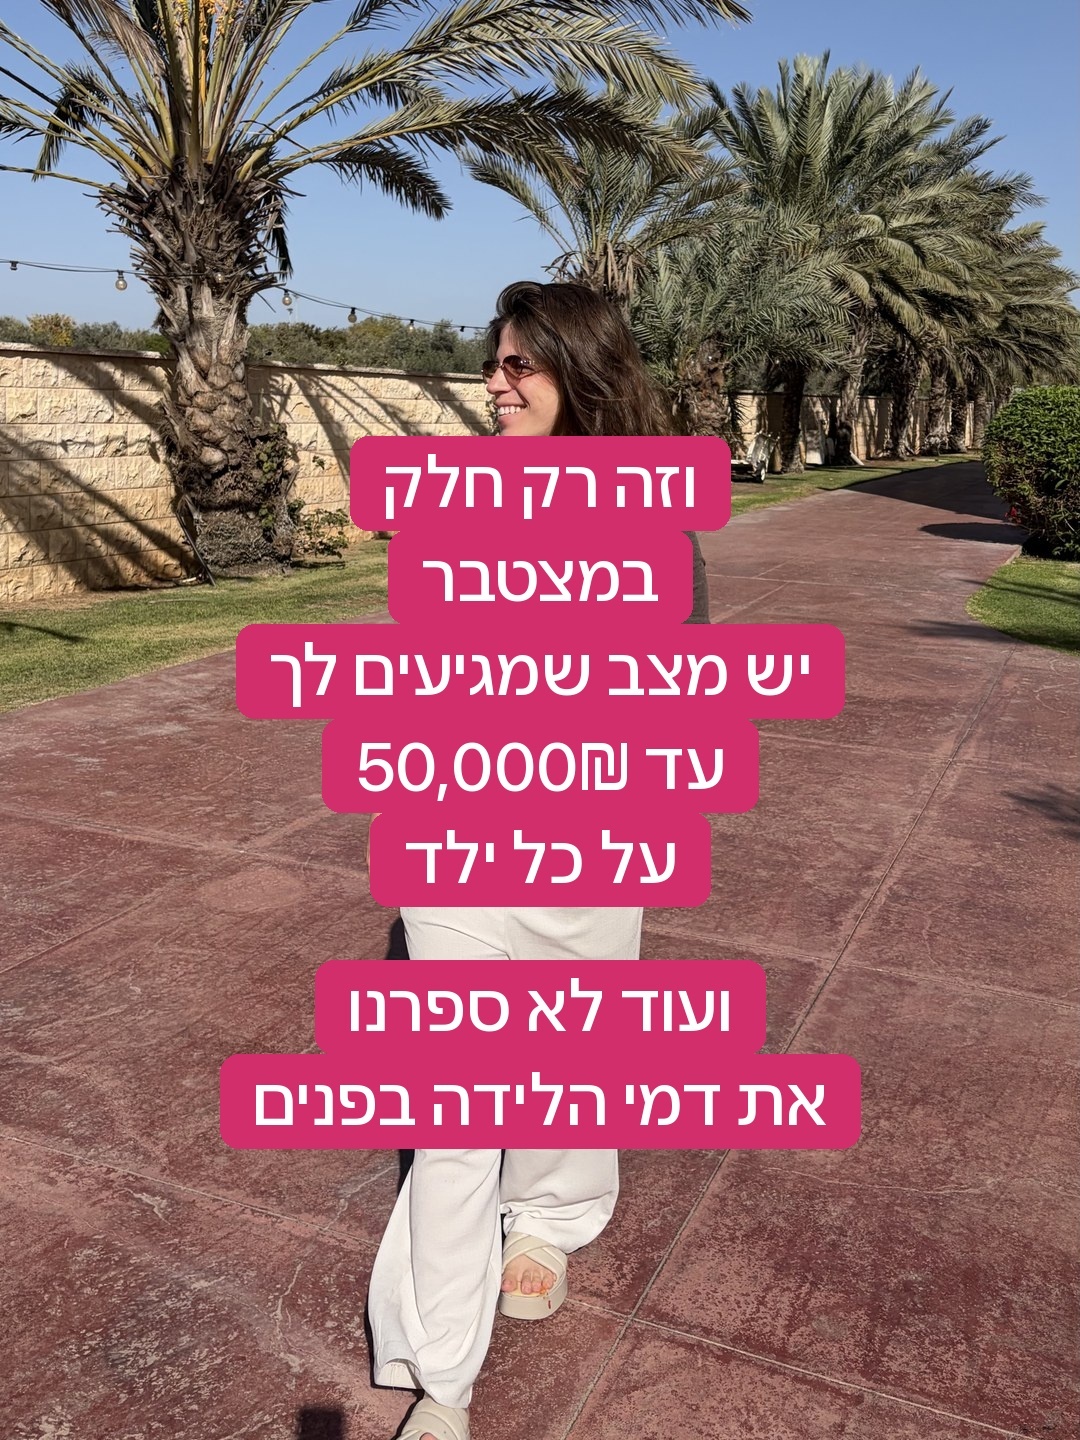 וזה רק חלק
במצטבר
יש מצב שמגיעים לך
עד ₪50,000
על כל ילד
ועוד לא ספרנו
את דמי הלידה בפנים